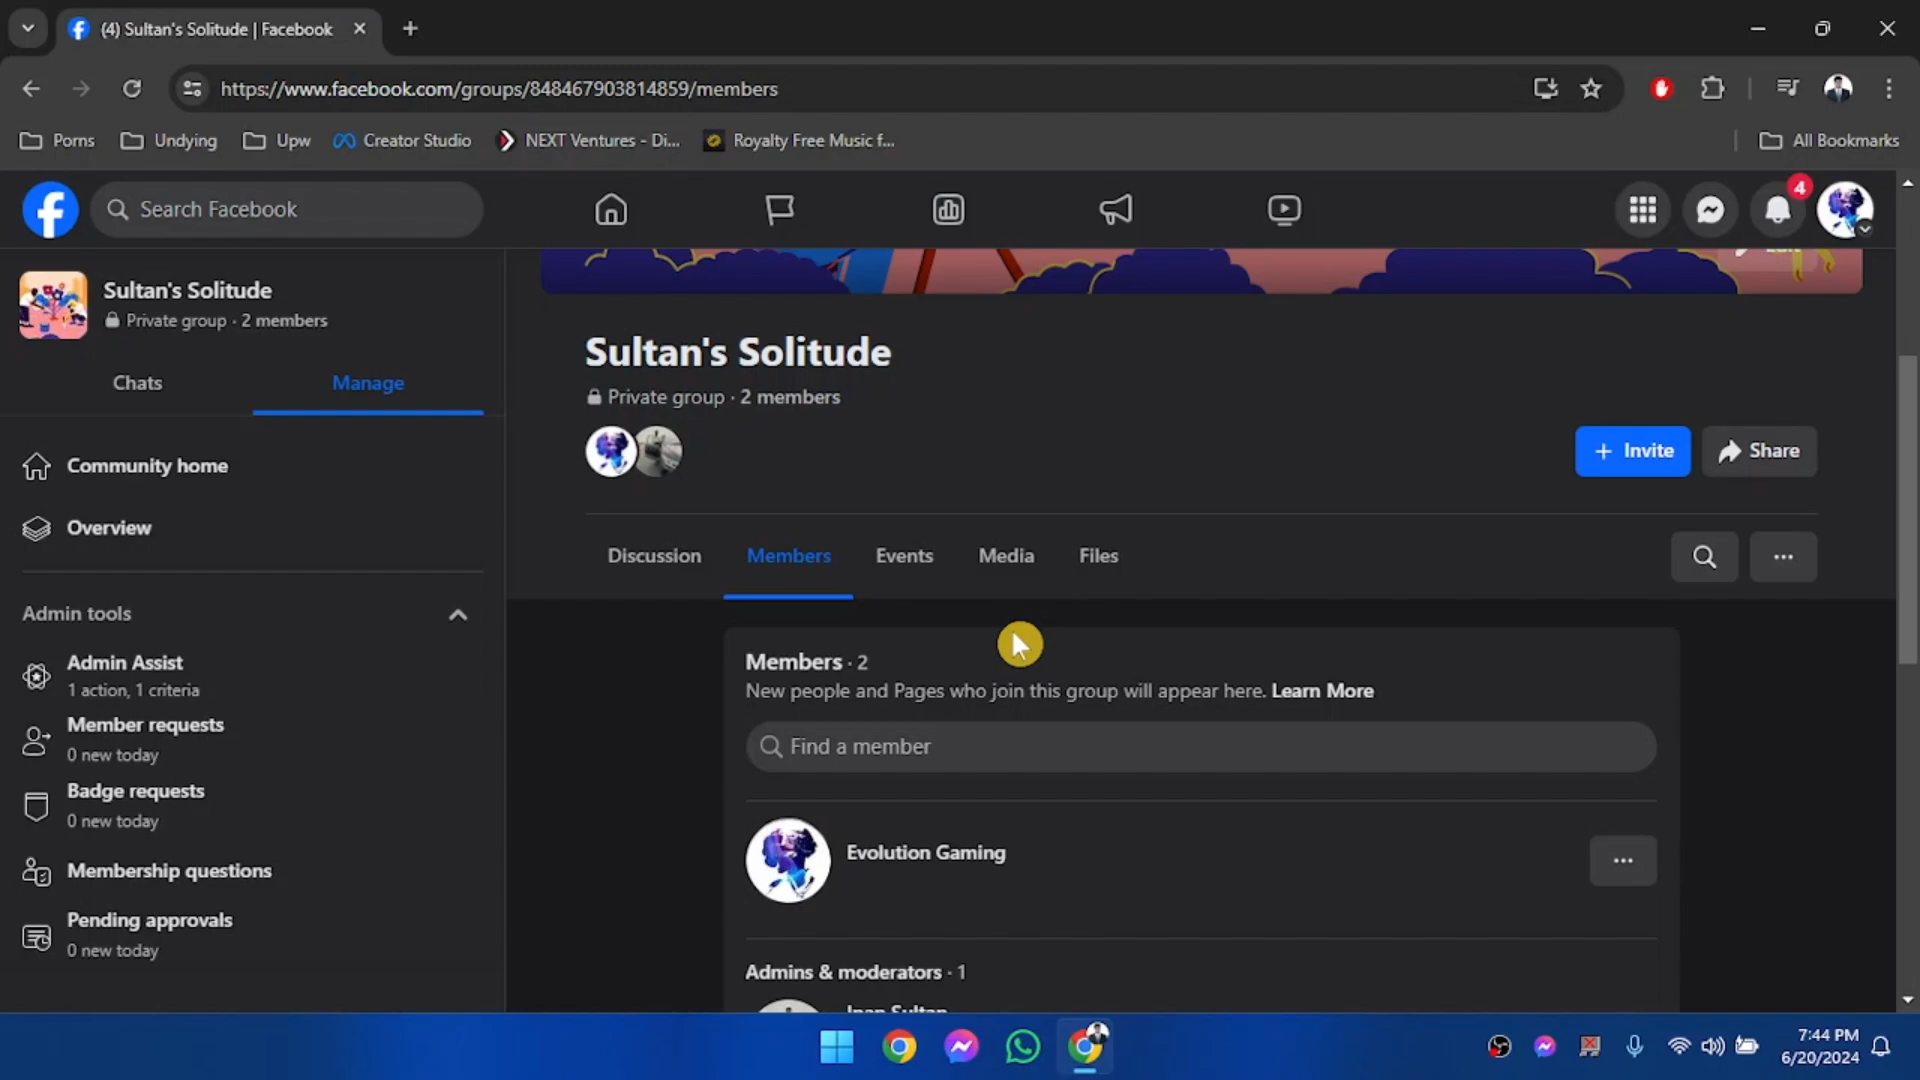 (4) Sultan's Solitude | Facebook
https://www.facebook.com/groups/848467903814859/members
Porns
Undying
Upw
Creator Studio
NEXT Ventures - Di...
Royalty Free Music f...
All Bookmarks
Search Facebook
4
Sultan's Solitude
Private group · 2 members
Chats
Manage
Community home
Overview
Admin tools
Admin Assist
1 action, 1 criteria
Member requests
0 new today
Badge requests
0 new today
Membership questions
Pending approvals
0 new today
Sultan's Solitude
Private group · 2 members
+ Invite
Share
Discussion
Members
Events
Media
Files
Members · 2
New people and Pages who join this group will appear here. Learn More
Find a member
Evolution Gaming
Admins & moderators · 1
7:44 PM
6/20/2024